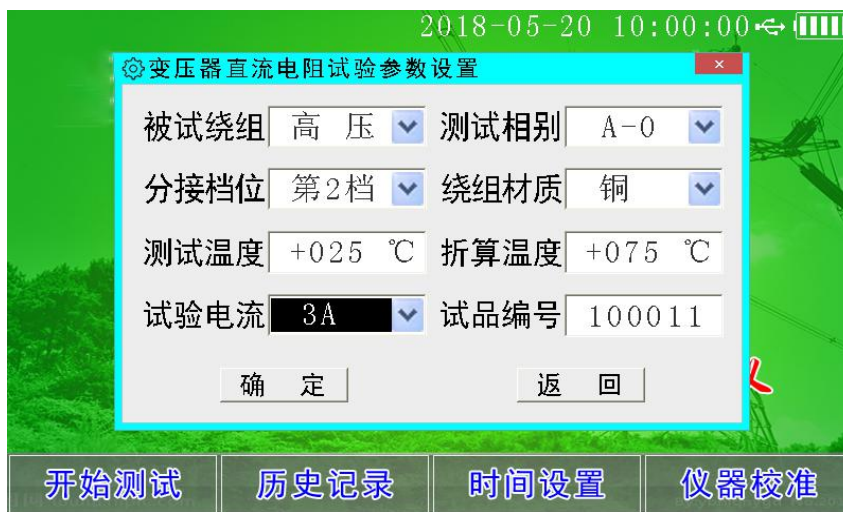 2018-05-20 10:00:00
变压器直流电阻试验参数设置
被试绕组 高 压 测试相别 A-0
分接档位 第2档 绕组材质 铜
测试温度 +025 ℃ 折算温度 +075 ℃
试验电流 3A 试品编号 100011
确 定 返 回
开始测试 历史记录 时间设置 仪器校准